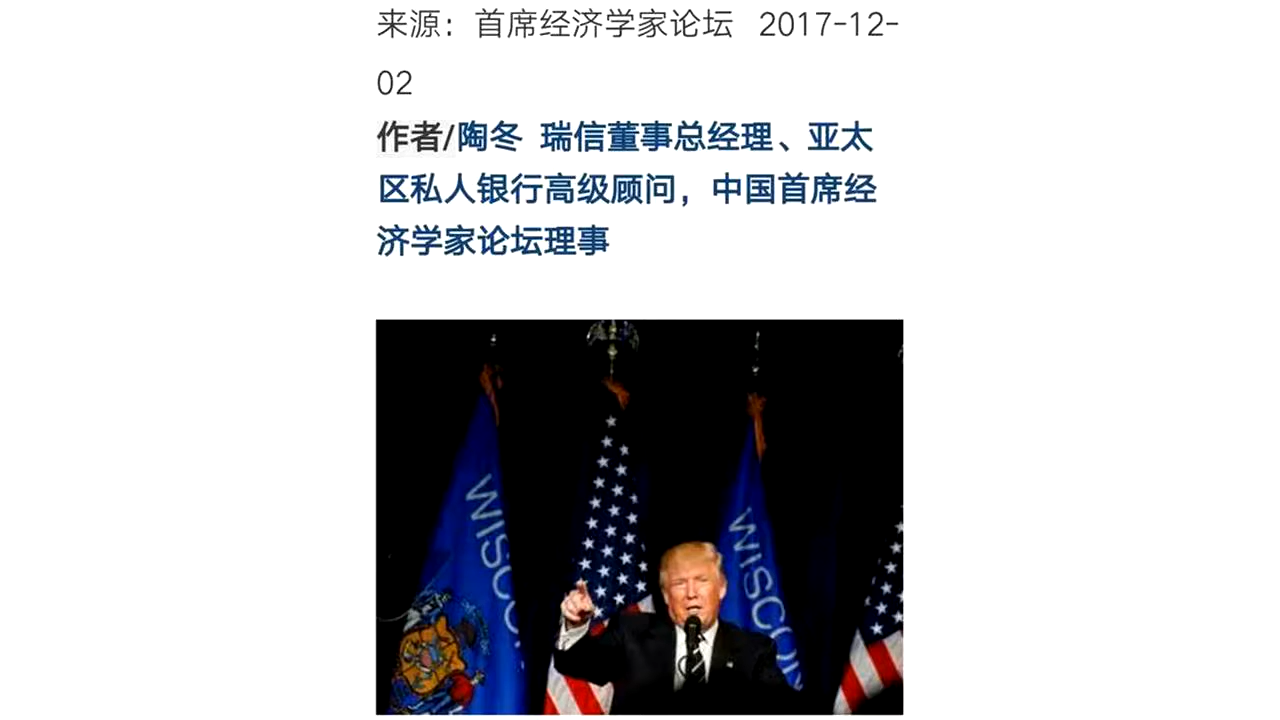 来源：首席经济学家论坛 2017-12-
02
作者/陶冬 瑞信董事总经理、亚太
区私人银行高级顾问，中国首席经
济学家论坛理事
WISCO
WISCON